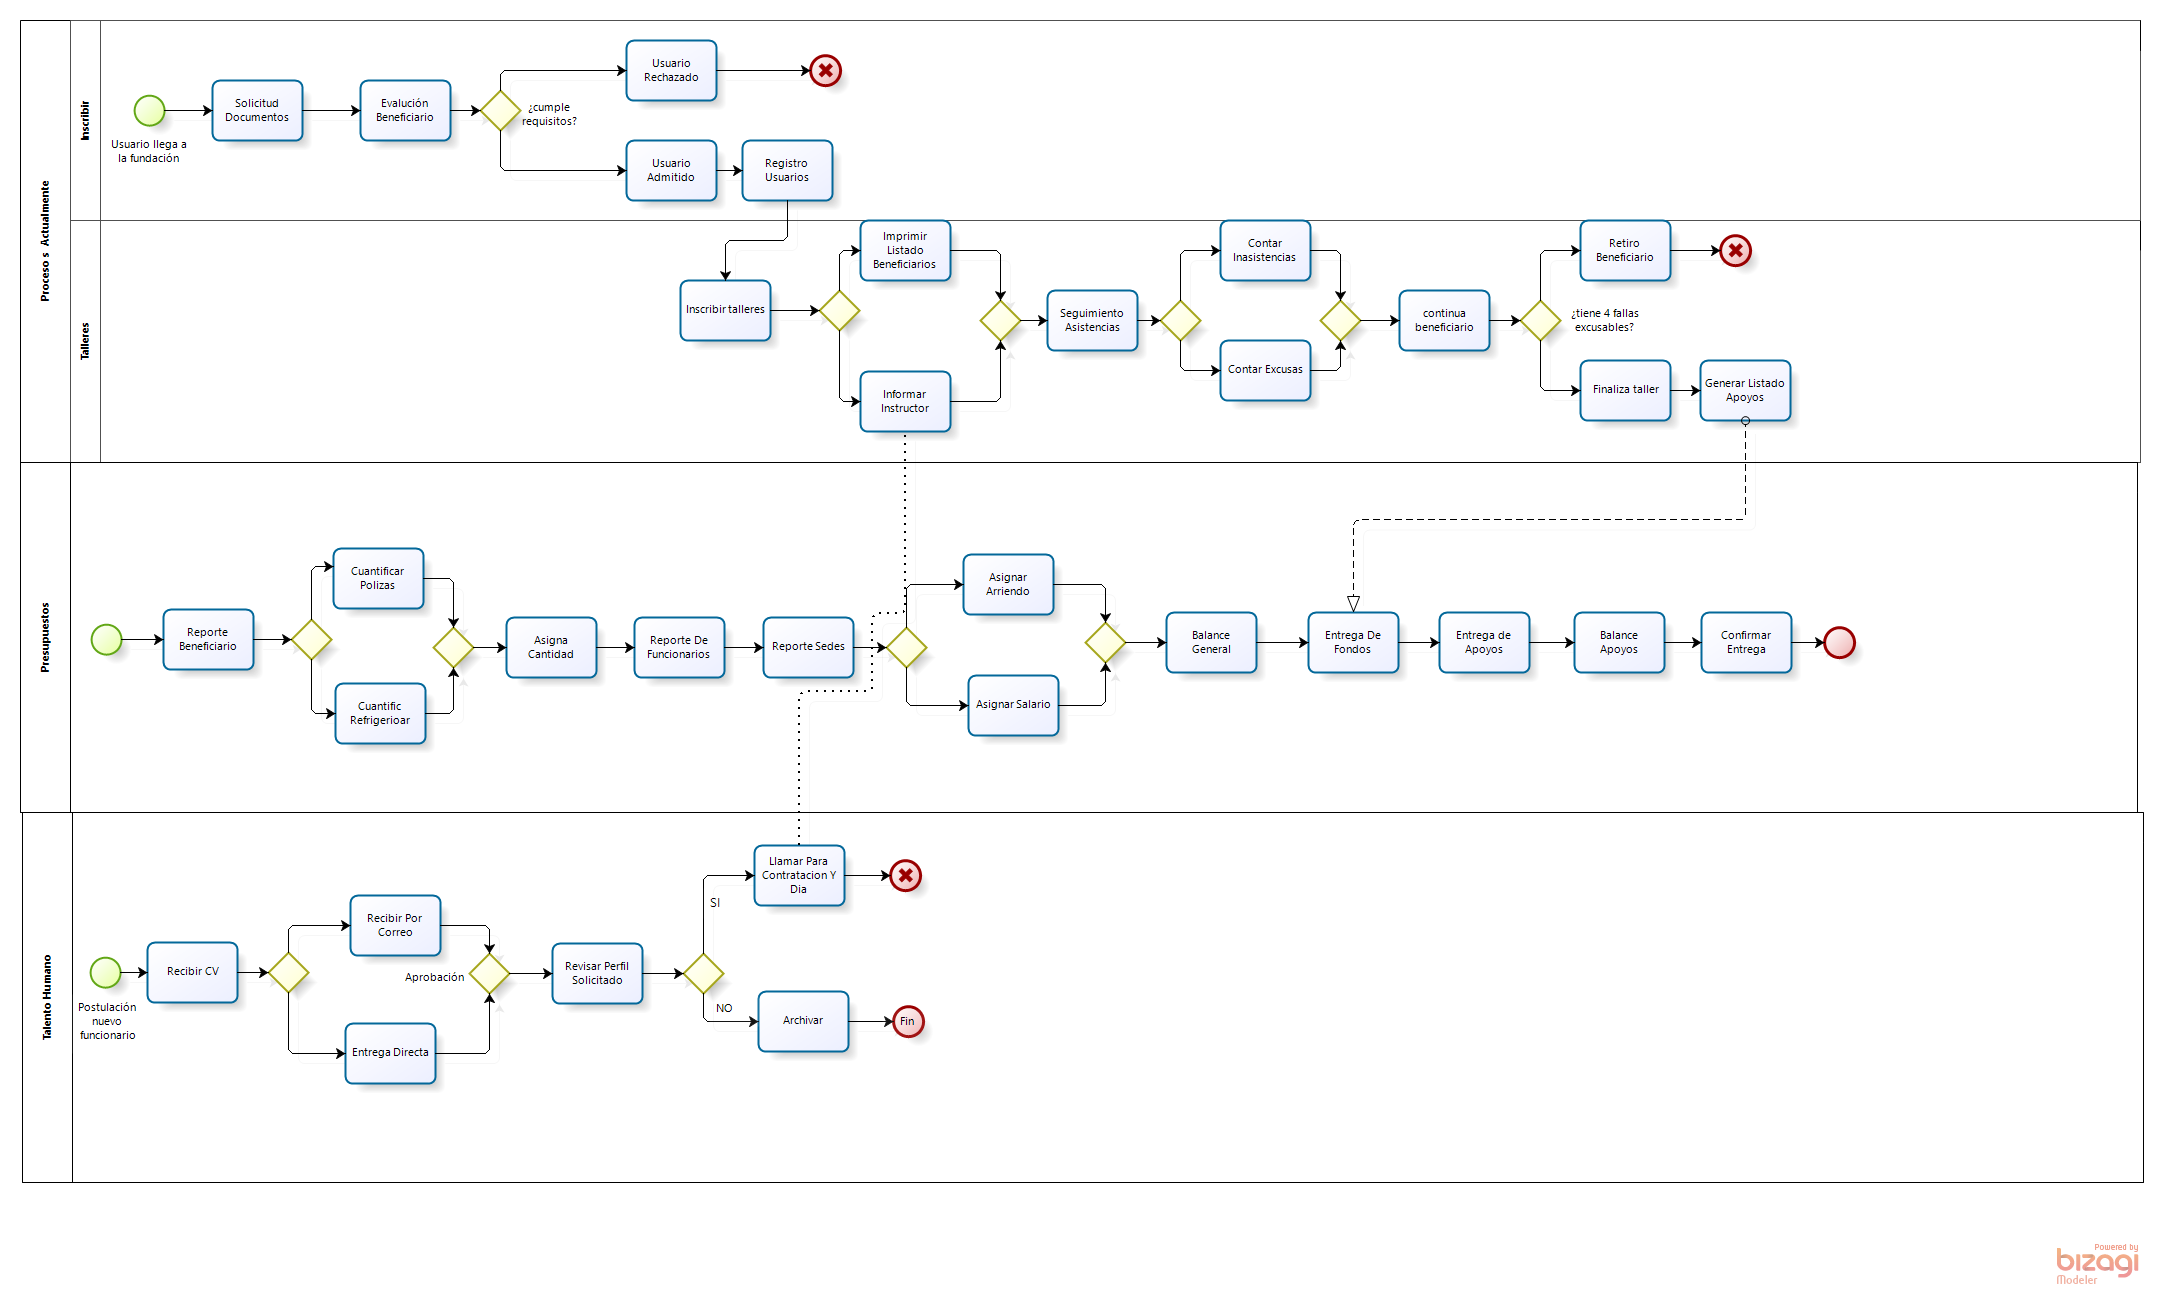 Proceso s Actualmente
Inscribir
Usuario llega a
la fundación
Solicitud
Documentos
Evalución
Beneficiario
¿cumple
requisitos?
Usuario
Rechazado
Usuario
Admitido
Registro
Usuarios
Talleres
Inscribir talleres
Imprimir
Listado
Beneficiarios
Informar
Instructor
Seguimiento
Asistencias
Contar
Inasistencias
Contar Excusas
continua
beneficiario
¿tiene 4 fallas
excusables?
Retiro
Beneficiario
Finaliza taller
Generar Listado
Apoyos
Presupuestos
Reporte
Beneficiario
Cuantificar
Polizas
Cuantific
Refrigerioar
Asigna
Cantidad
Reporte De
Funcionarios
Reporte Sedes
Asignar
Arriendo
Asignar Salario
Balance
General
Entrega De
Fondos
Entrega de
Apoyos
Balance
Apoyos
Confirmar
Entrega
Talento Humano
Postulación
nuevo
funcionario
Recibir CV
Recibir Por
Correo
Entrega Directa
Aprobación
Revisar Perfil
Solicitado
SI
NO
Llamar Para
Contratacion Y
Dia
Archivar
Fin
Powered by
bizagi
Modeler